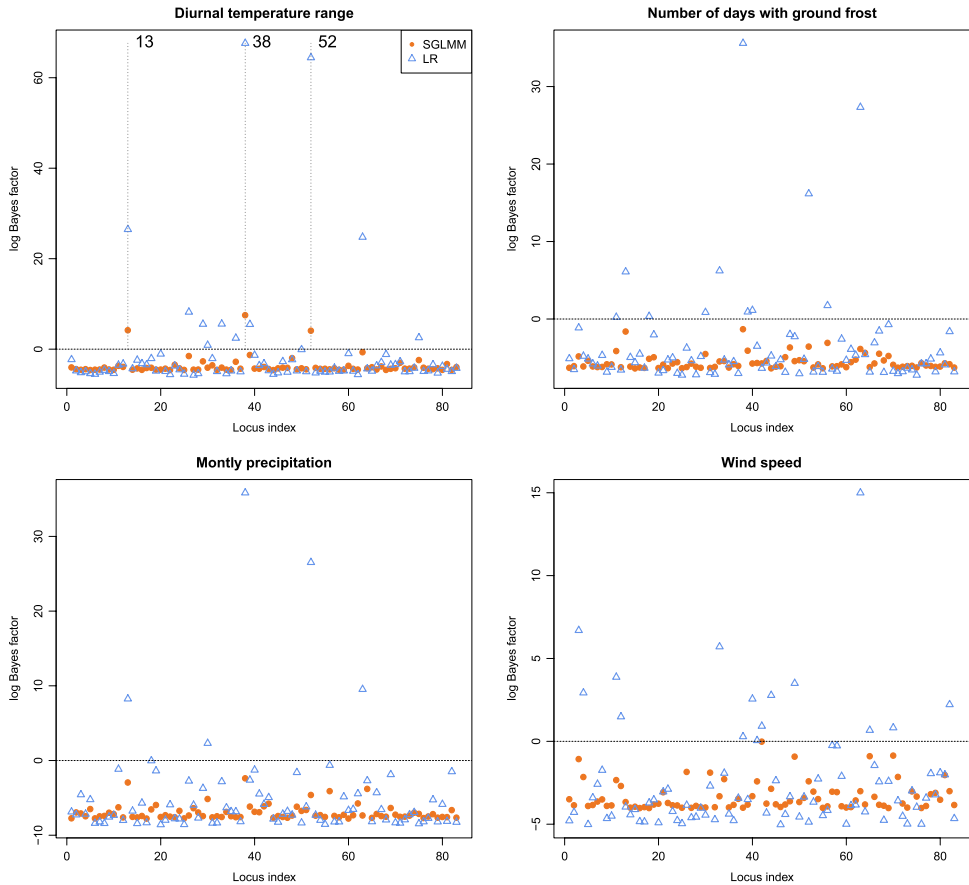 Diurnal temperature range
13
38
52
SGLMM
LR
60
40
20
0
log Bayes factor
0
20
40
60
80
Locus index
Number of days with ground frost
30
20
10
0
log Bayes factor
0
20
40
60
80
Locus index
Montly precipitation
30
20
10
0
−10
log Bayes factor
0
20
40
60
80
Locus index
Wind speed
15
10
5
0
−5
log Bayes factor
0
20
40
60
80
Locus index